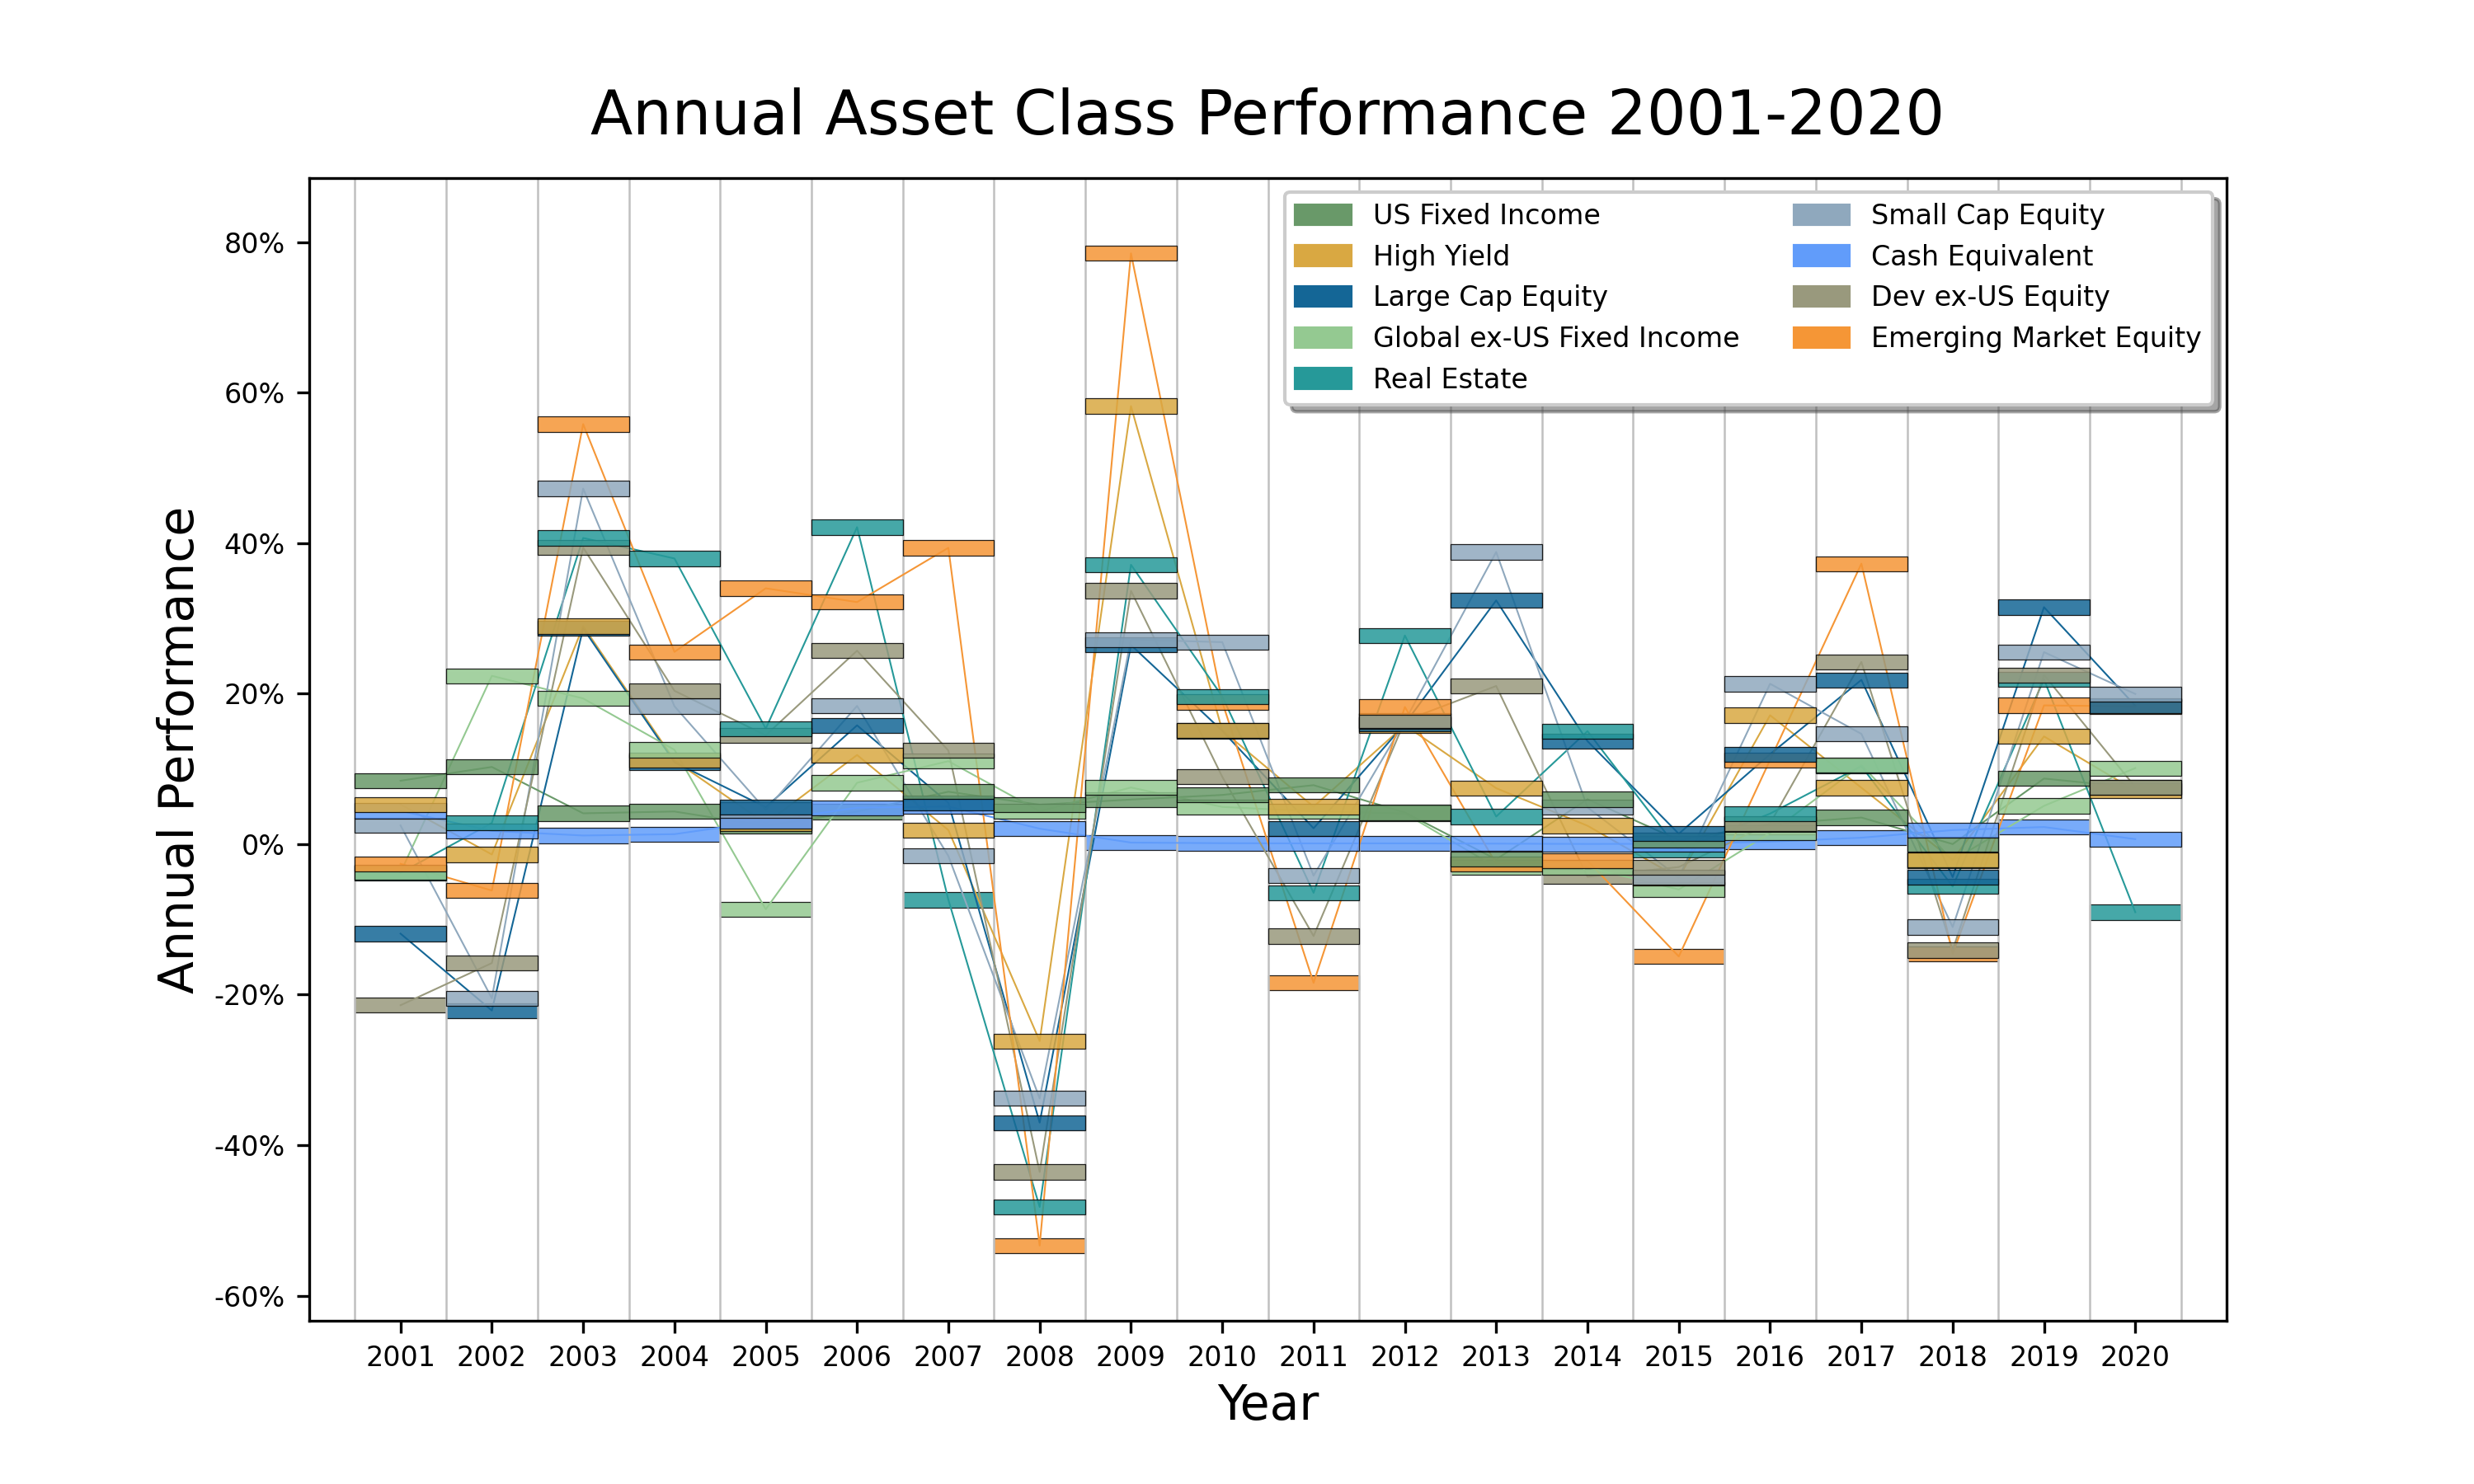 Annual Asset Class Performance 2001-2020
US Fixed Income
High Yield
Large Cap Equity
Global ex-US Fixed Income
Real Estate
Small Cap Equity
Cash Equivalent
Dev ex-US Equity
Emerging Market Equity
Annual Performance
80%
60%
40%
20%
0%
-20%
-40%
-60%
2001 2002 2003 2004 2005 2006 2007 2008 2009 2010 2011 2012 2013 2014 2015 2016 2017 2018 2019 2020
Year